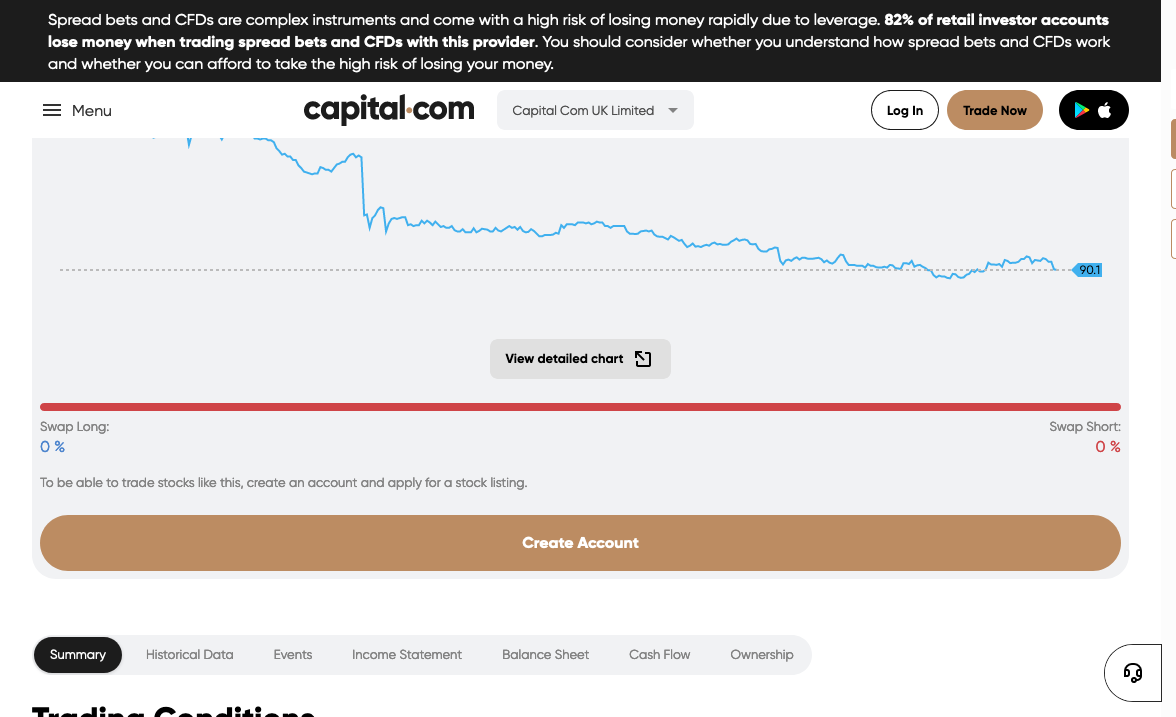 Spread bets and CFDs are complex instruments and come with a high risk of losing money rapidly due to leverage. 82% of retail investor accounts
lose money when trading spread bets and CFDs with this provider. You should consider whether you understand how spread bets and CFDs work
and whether you can afford to take the high risk of losing your money.
Menu
capital.com
Capital Com UK Limited
Log In
Trade Now
90.1
View detailed chart
Swap Long:
Swap Short:
0 %
0 %
To be able to trade stocks like this, create an account and apply for a stock listing.
Create Account
Summary
Historical Data
Events
Income Statement
Balance Sheet
Cash Flow
Ownership
Trading Conditions